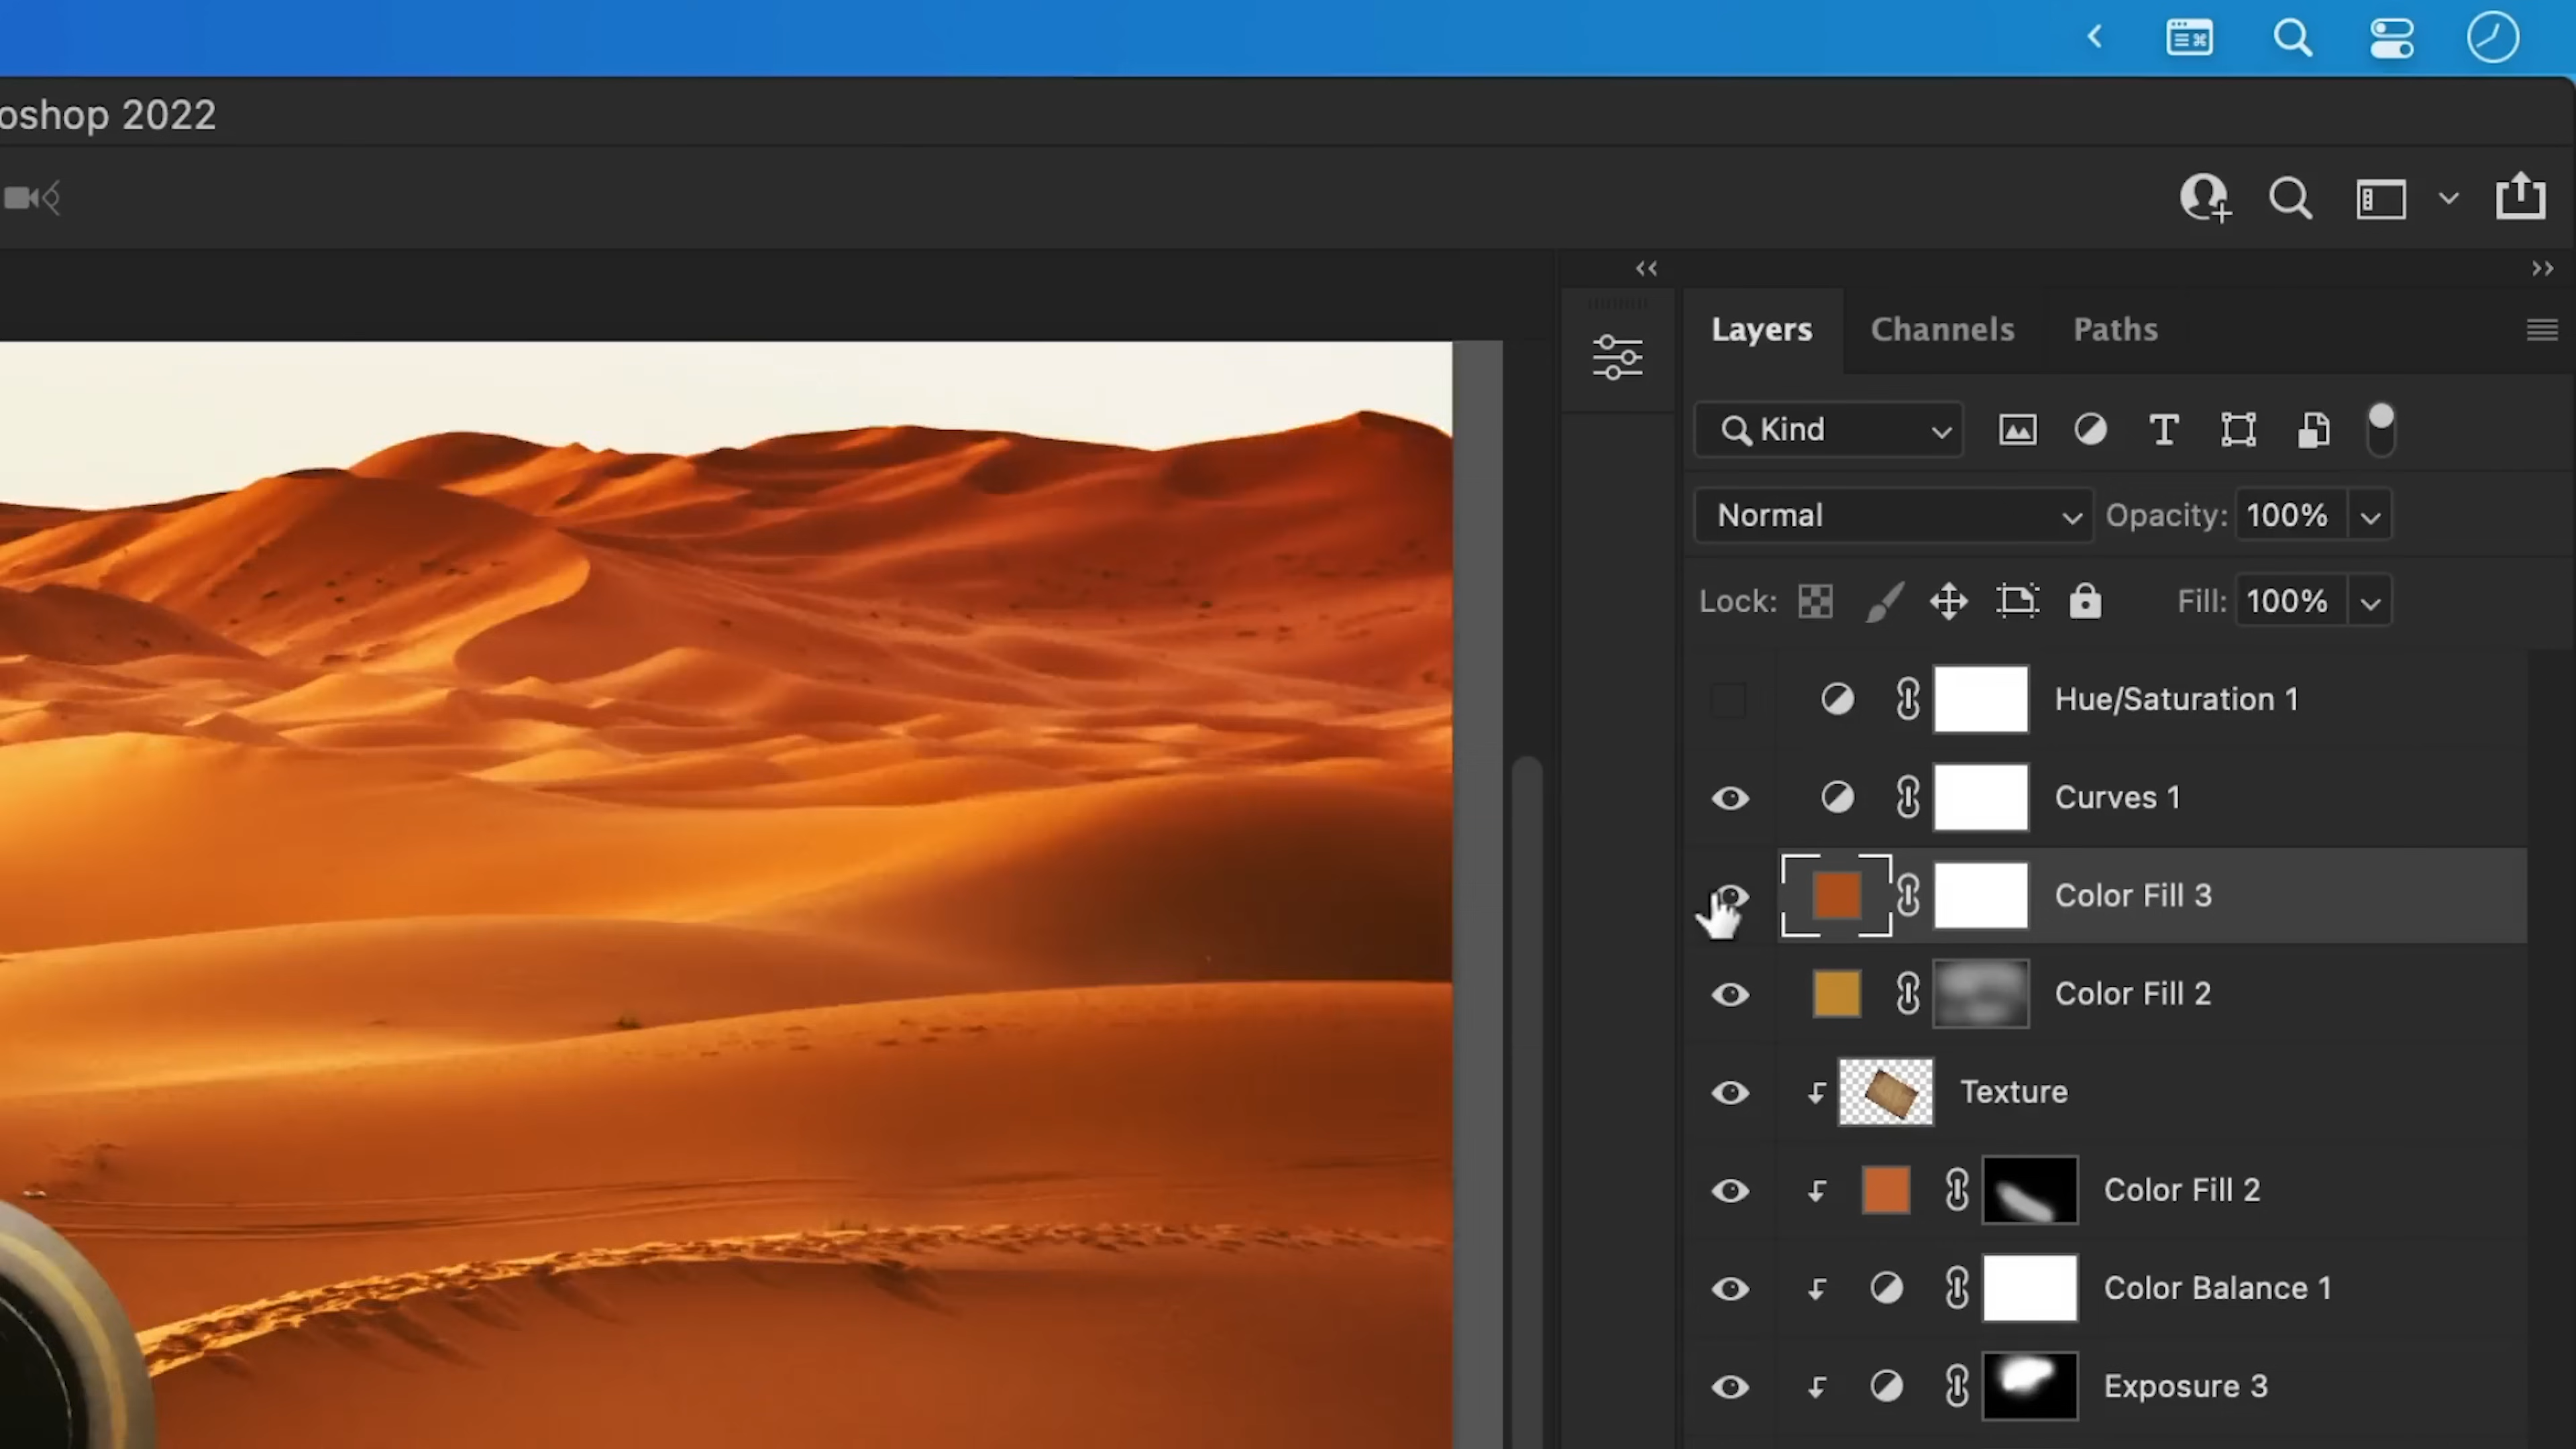 oshop 2022
Layers Channels Paths
Kind
Normal Opacity: 100%
Lock: Fill: 100%
Hue/Saturation 1
Curves 1
Color Fill 3
Color Fill 2
Texture
Color Fill 2
Color Balance 1
Exposure 3